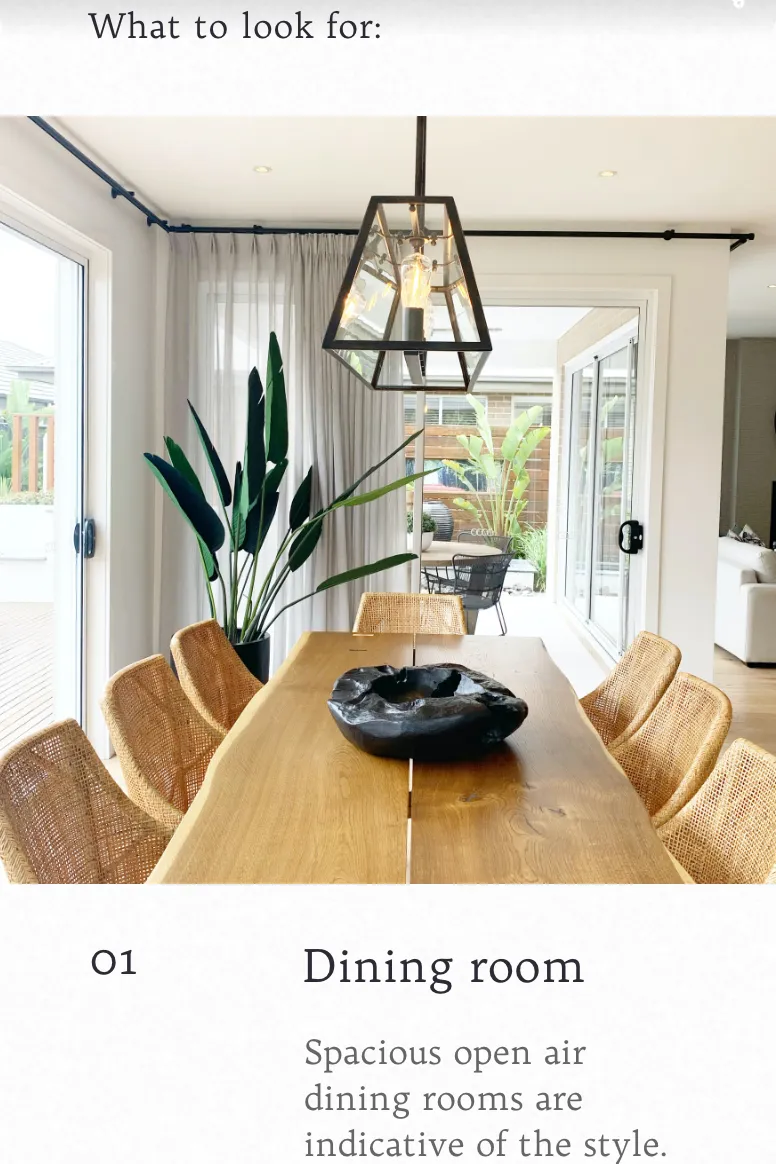 What to look for:
01
Dining room
Spacious open air
dining rooms are
indicative of the style.